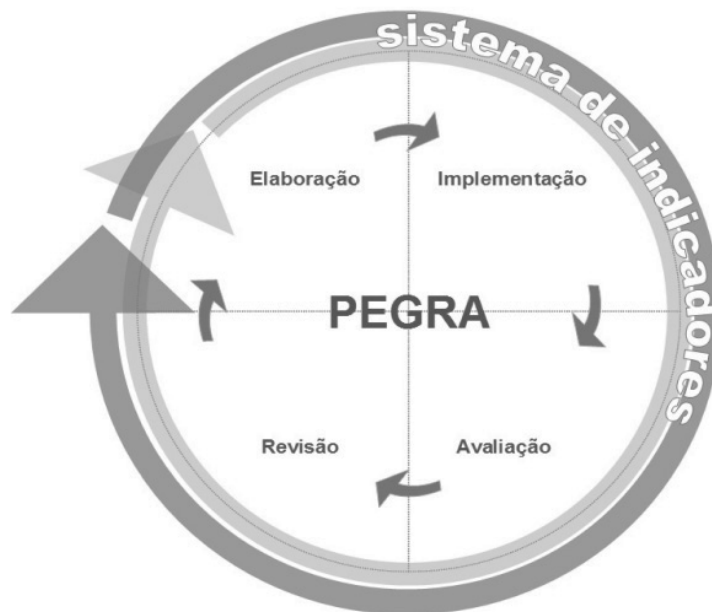 sistema de indicadores
Elaboração
Implementação
PEGRA
Revisão
Avaliação